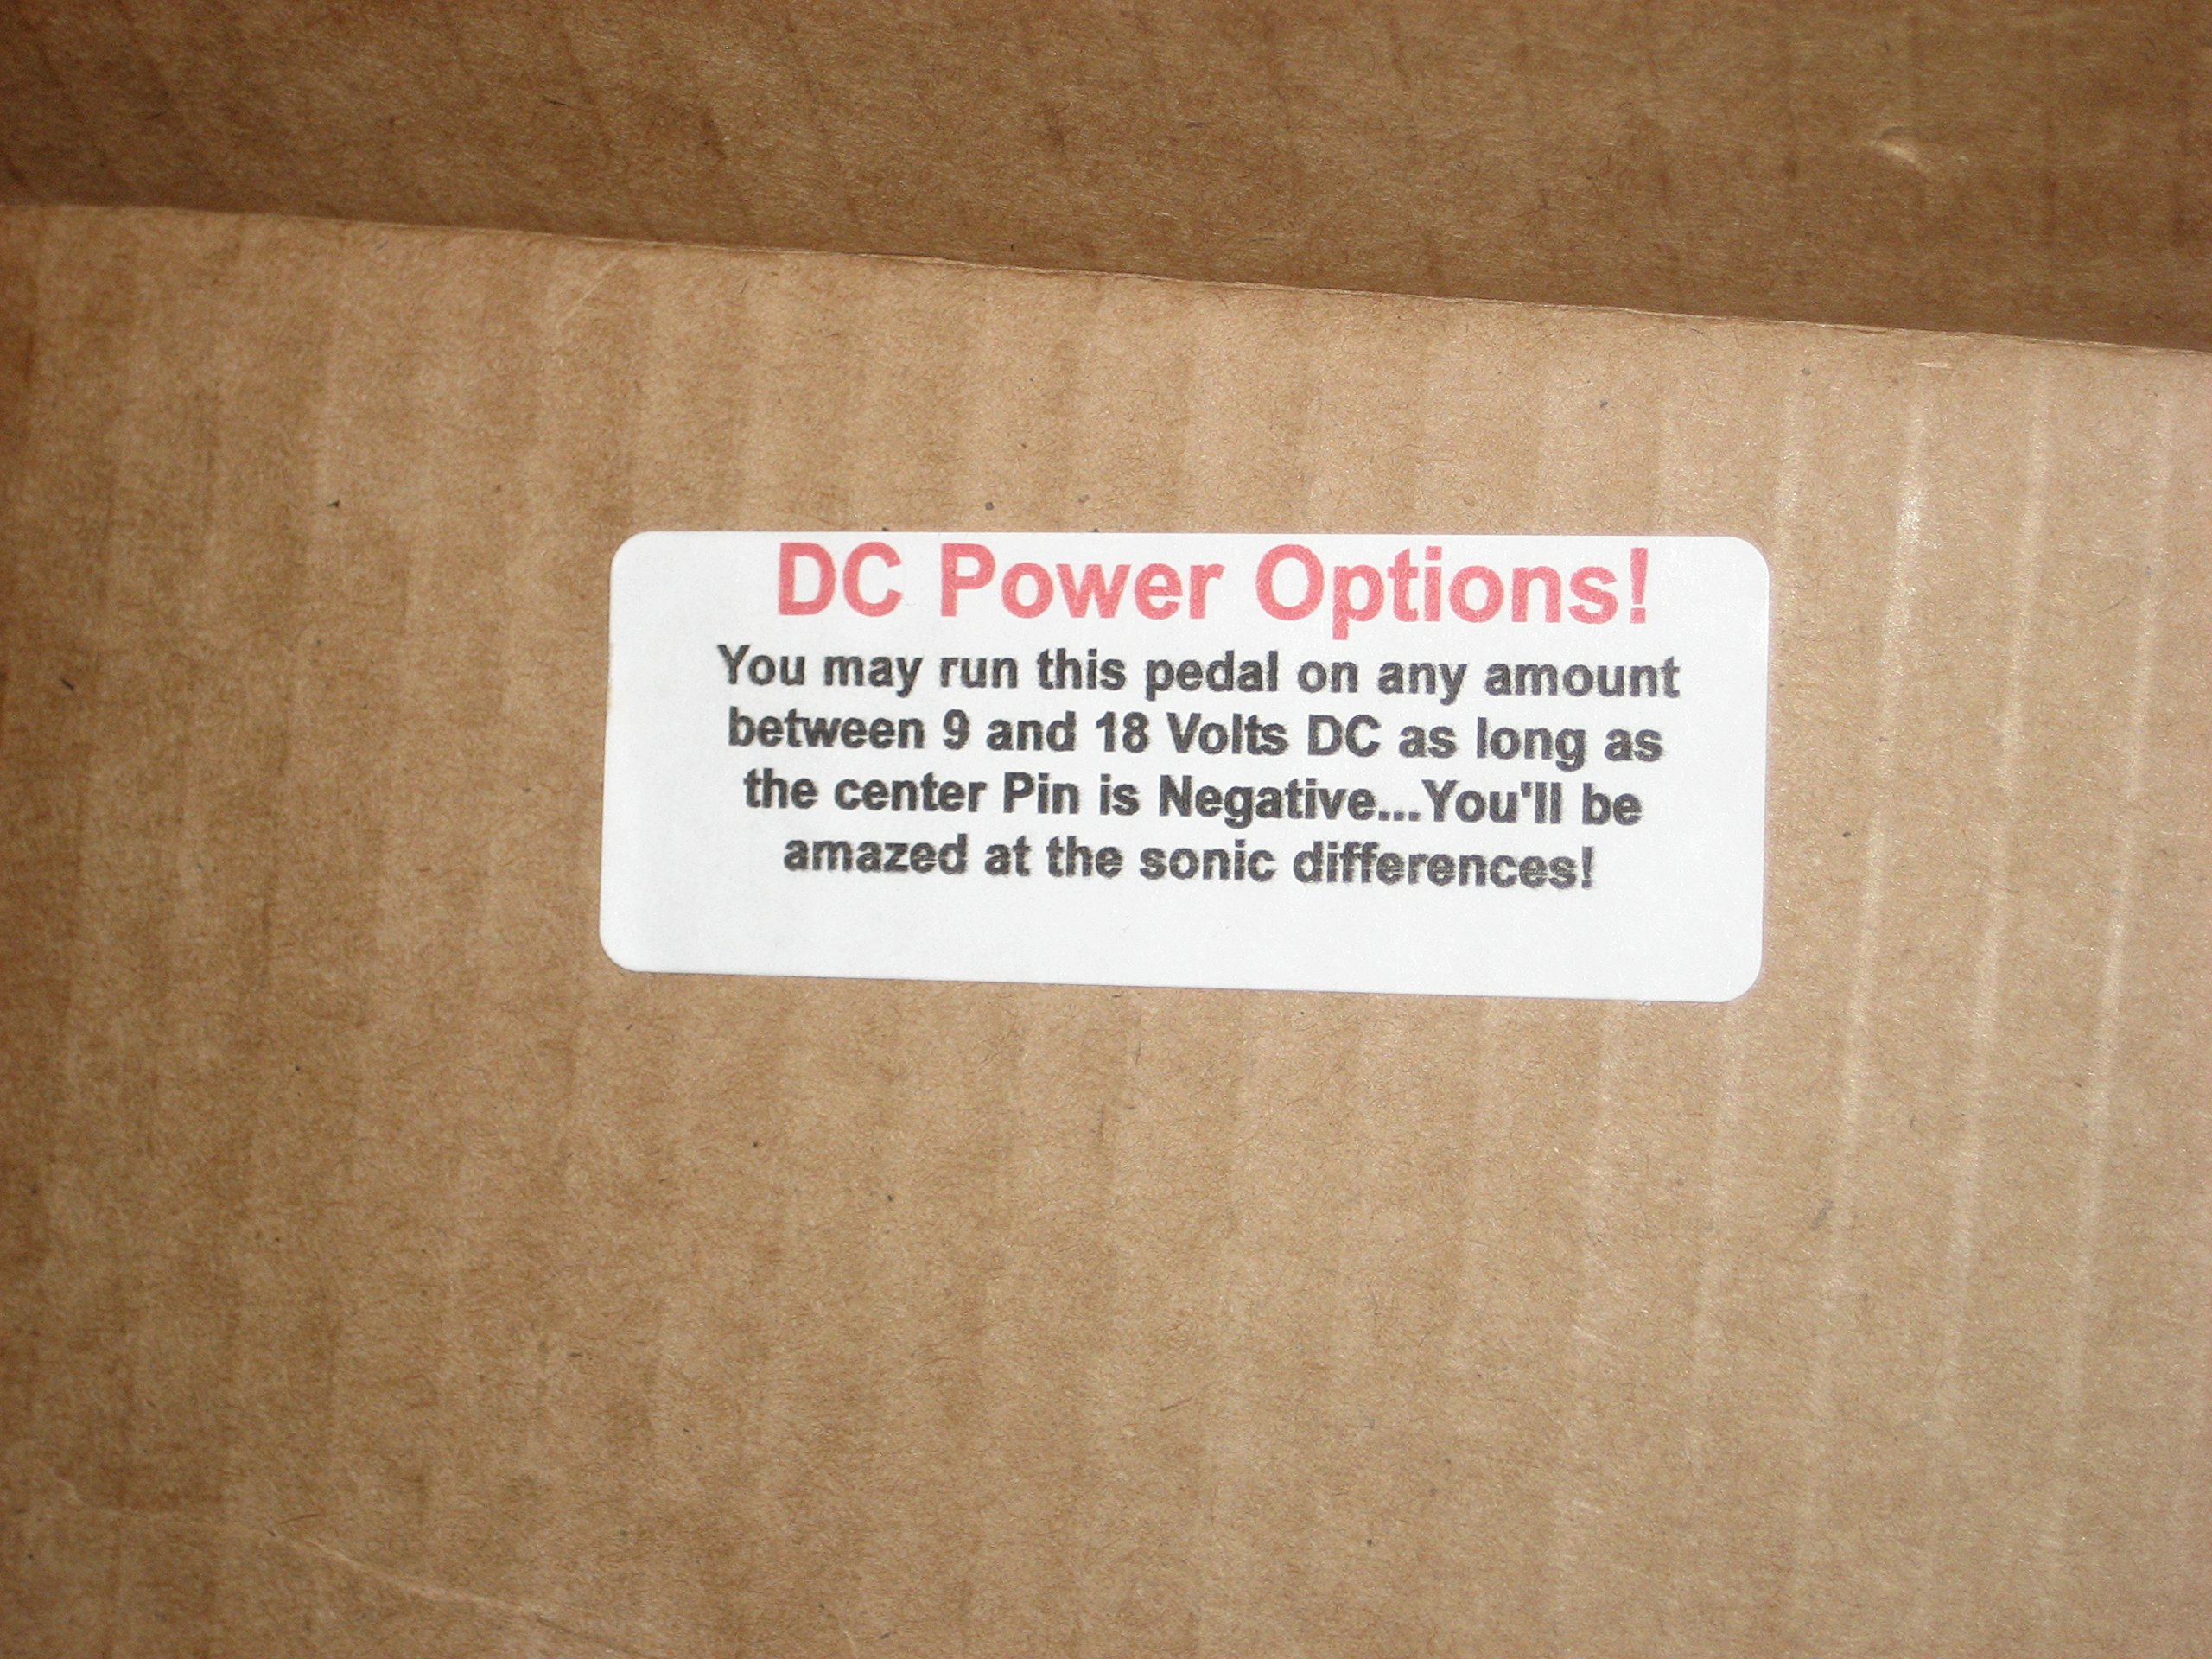 DC Power Options!
You may run this pedal on any amount
between 9 and 18 Volts DC as long as
the center Pin is Negative...You'll be
amazed at the sonic differences!